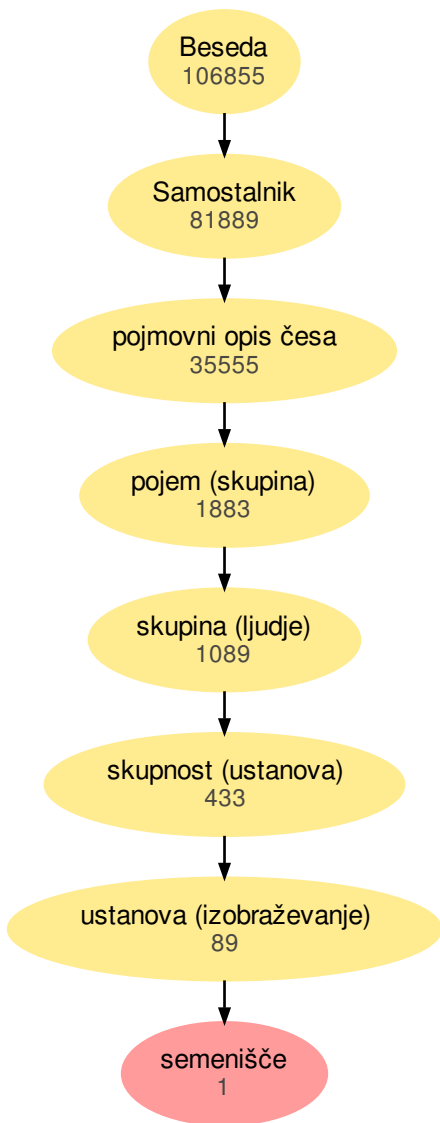 Beseda
106855
Samostalnik
81889
pojmovni opis česa
35555
pojem (skupina)
1883
skupina (ljudje)
1089
skupnost (ustanova)
433
ustanova (izobraževanje)
89
semenišče
1